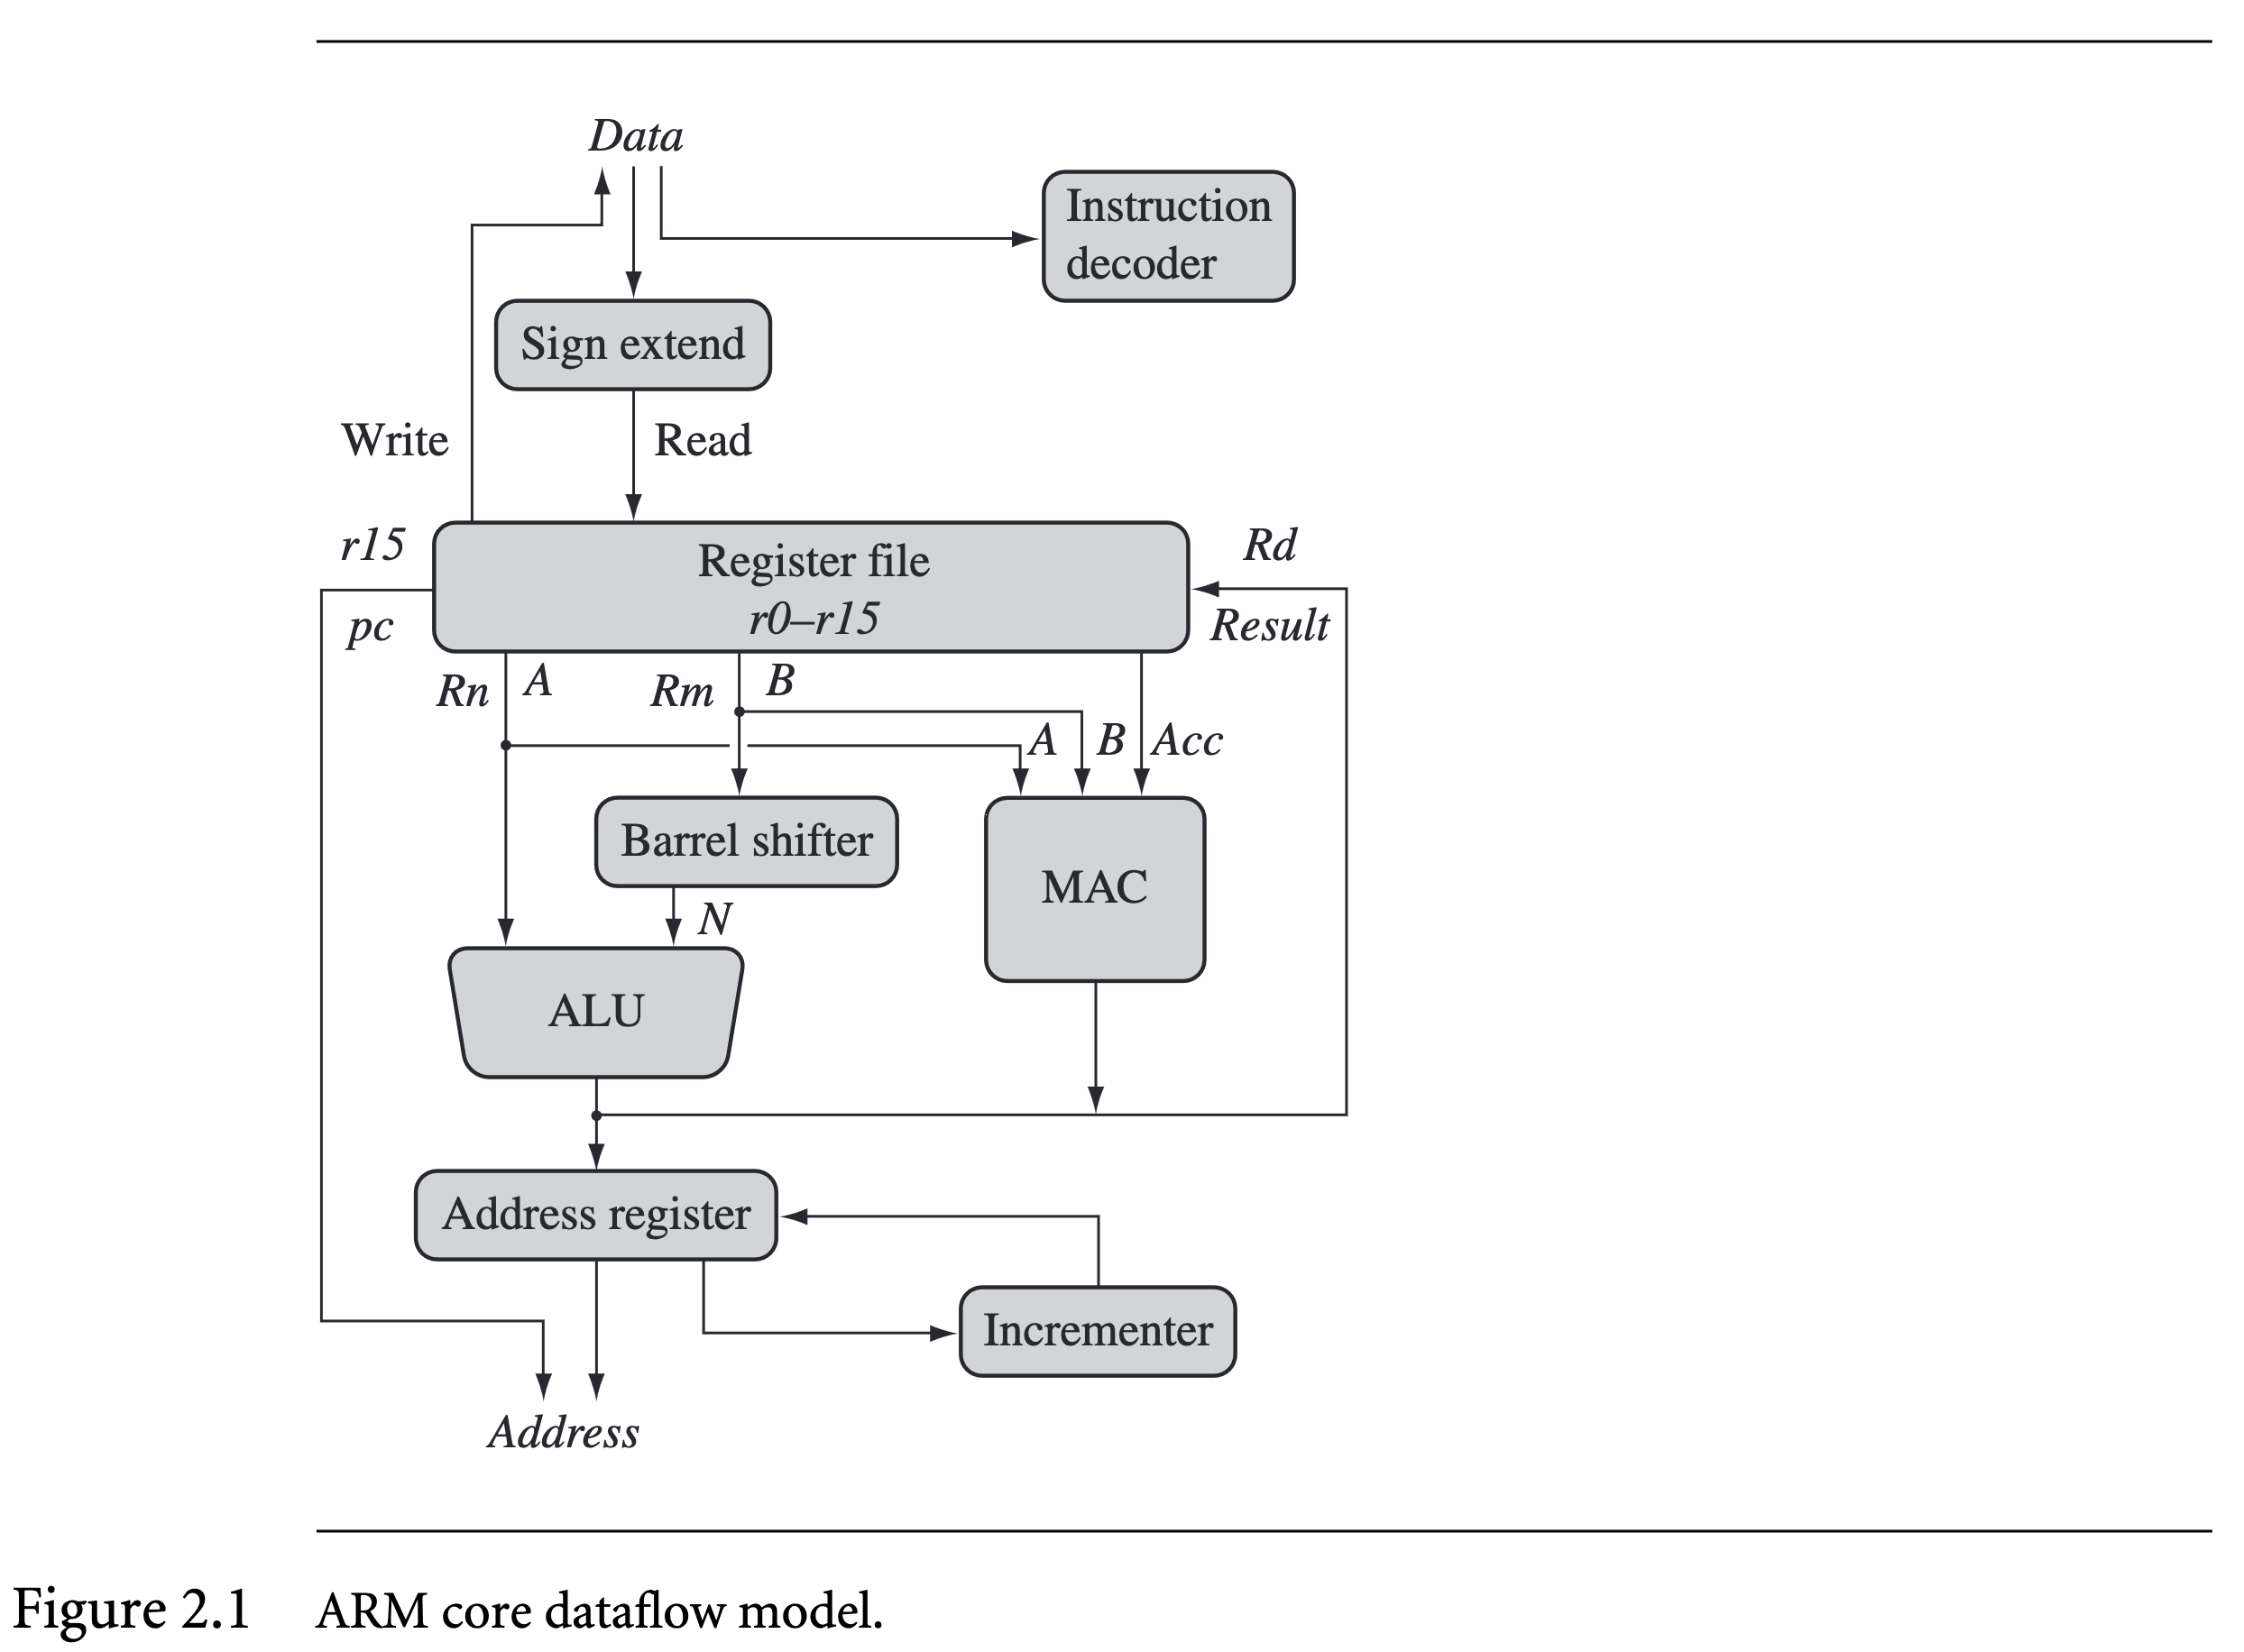 Data
Instruction
decoder
Sign extend
Write
Read
r15
Register file
Rd
pc
r0–r15
Result
Rn
A
Rm
B
A
B
Acc
Barrel shifter
MAC
N
ALU
Address register
Incrementer
Address
Figure 2.1 ARM core dataflow model.